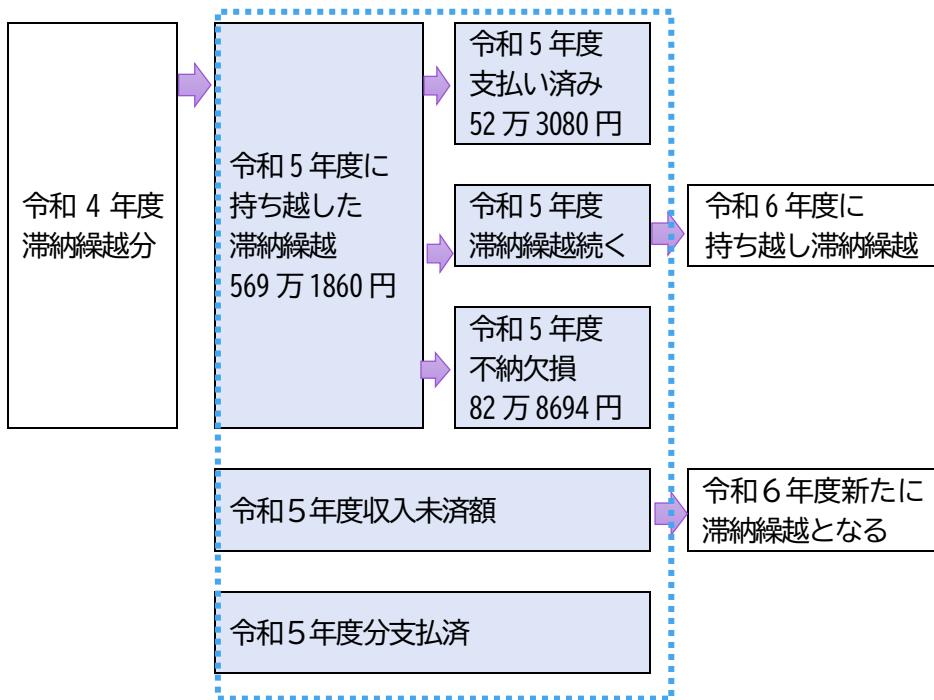 令和 4 年度
滞納繰越分
令和 5 年度に
持ち越した
滞納繰越
569 万 1860 円
令和 5 年度
支払い済み
52 万 3080 円
令和 5 年度
滞納繰越続く
令和 5 年度
不納欠損
82 万 8694 円
令和 6 年度に
持ち越し滞納繰越
令和５年度収入未済額
令和６年度新たに
滞納繰越となる
令和５年度分支払済